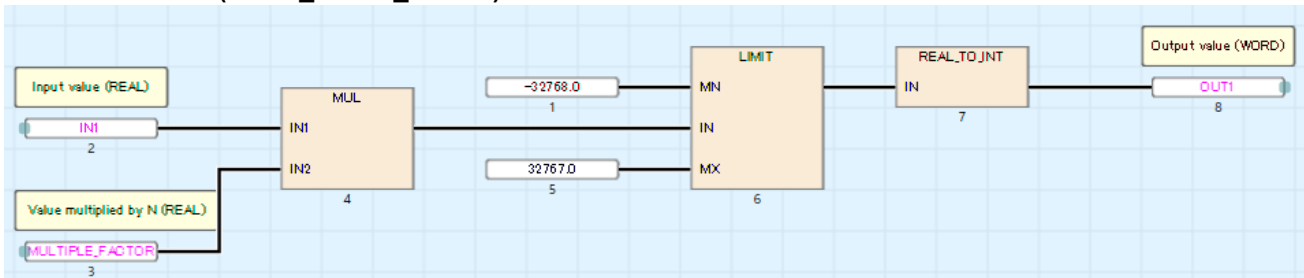 Output value (WORD)
LIMIT
REAL_TO_INT
Input value (REAL)
MUL
-32768.0
MN
IN
OUT1
1
7
8
IN1
IN1
IN
2
IN2
32767.0
MX
5
4
6
Value multiplied by N (REAL)
MULTIPLE_FACTOR
3